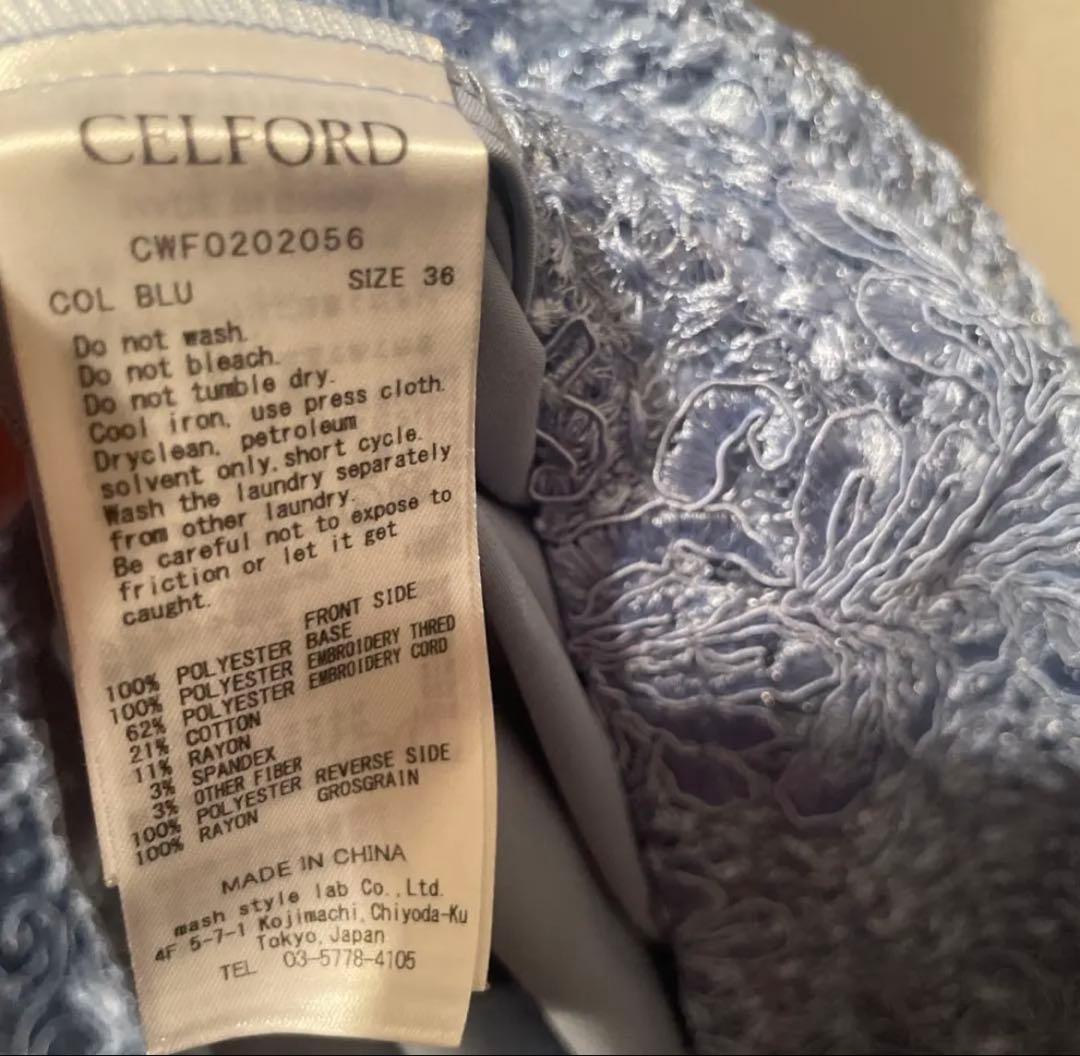 CELFORD
CWF0202056
COL BLU SIZE 36
Do not wash.
Do not bleach.
Do not tumble dry.
Cool iron, use press cloth.
Dryclean, petroleum
solvent only.short cycle.
Wash the laundry separately
from other laundry.
Be careful not to expose to
friction or let it get
caught.
FRONT SIDE
100% POLYESTER BASE
100% POLYESTER EMBROIDERY THRED
62% POLYESTER EMBROIDERY CORD
21% COTTON
11% RAYON
3% SPANDEX
3% OTHER FIBER
100% POLYESTER REVERSE SIDE
100% RAYON GROSGRAIN
MADE IN CHINA
mash style lab Co.,Ltd.
4F 5-7-1 Kojimachi,Chiyoda-Ku
Tokyo,Japan
TEL 03-5778-4105